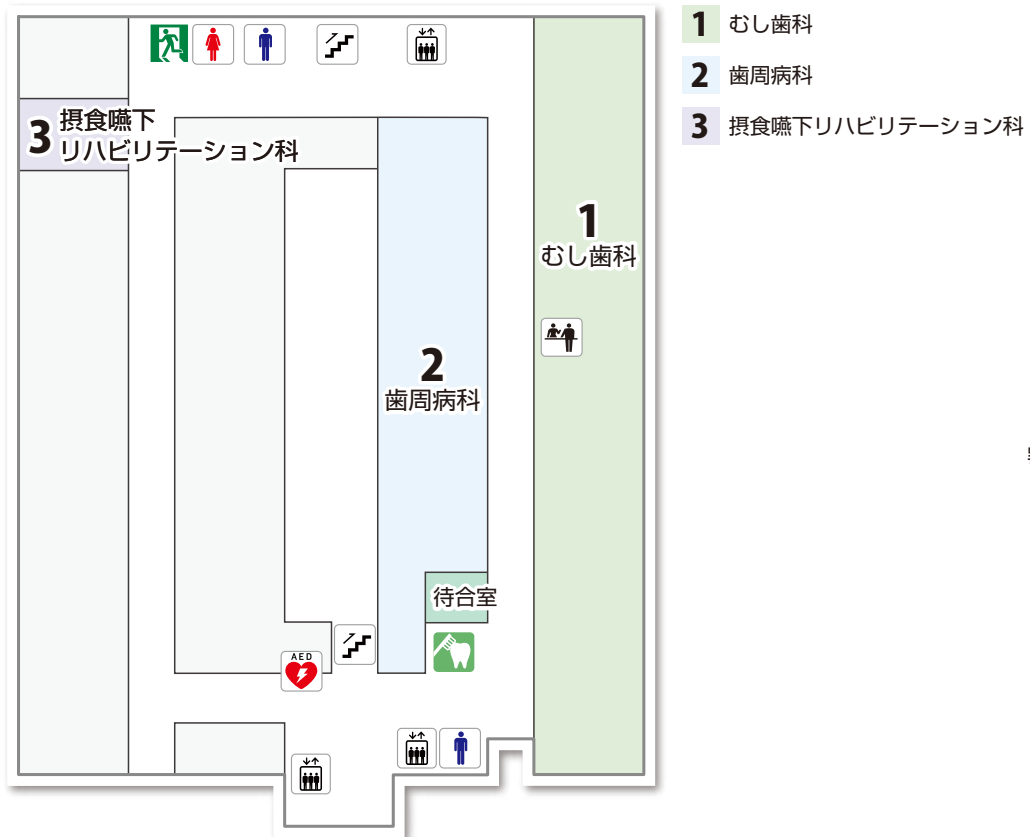 3 摂食嚥下
リハビリテーション科
1
むし歯科
2
歯周病科
待合室
AED
1 むし歯科
2 歯周病科
3 摂食嚥下リハビリテーション科